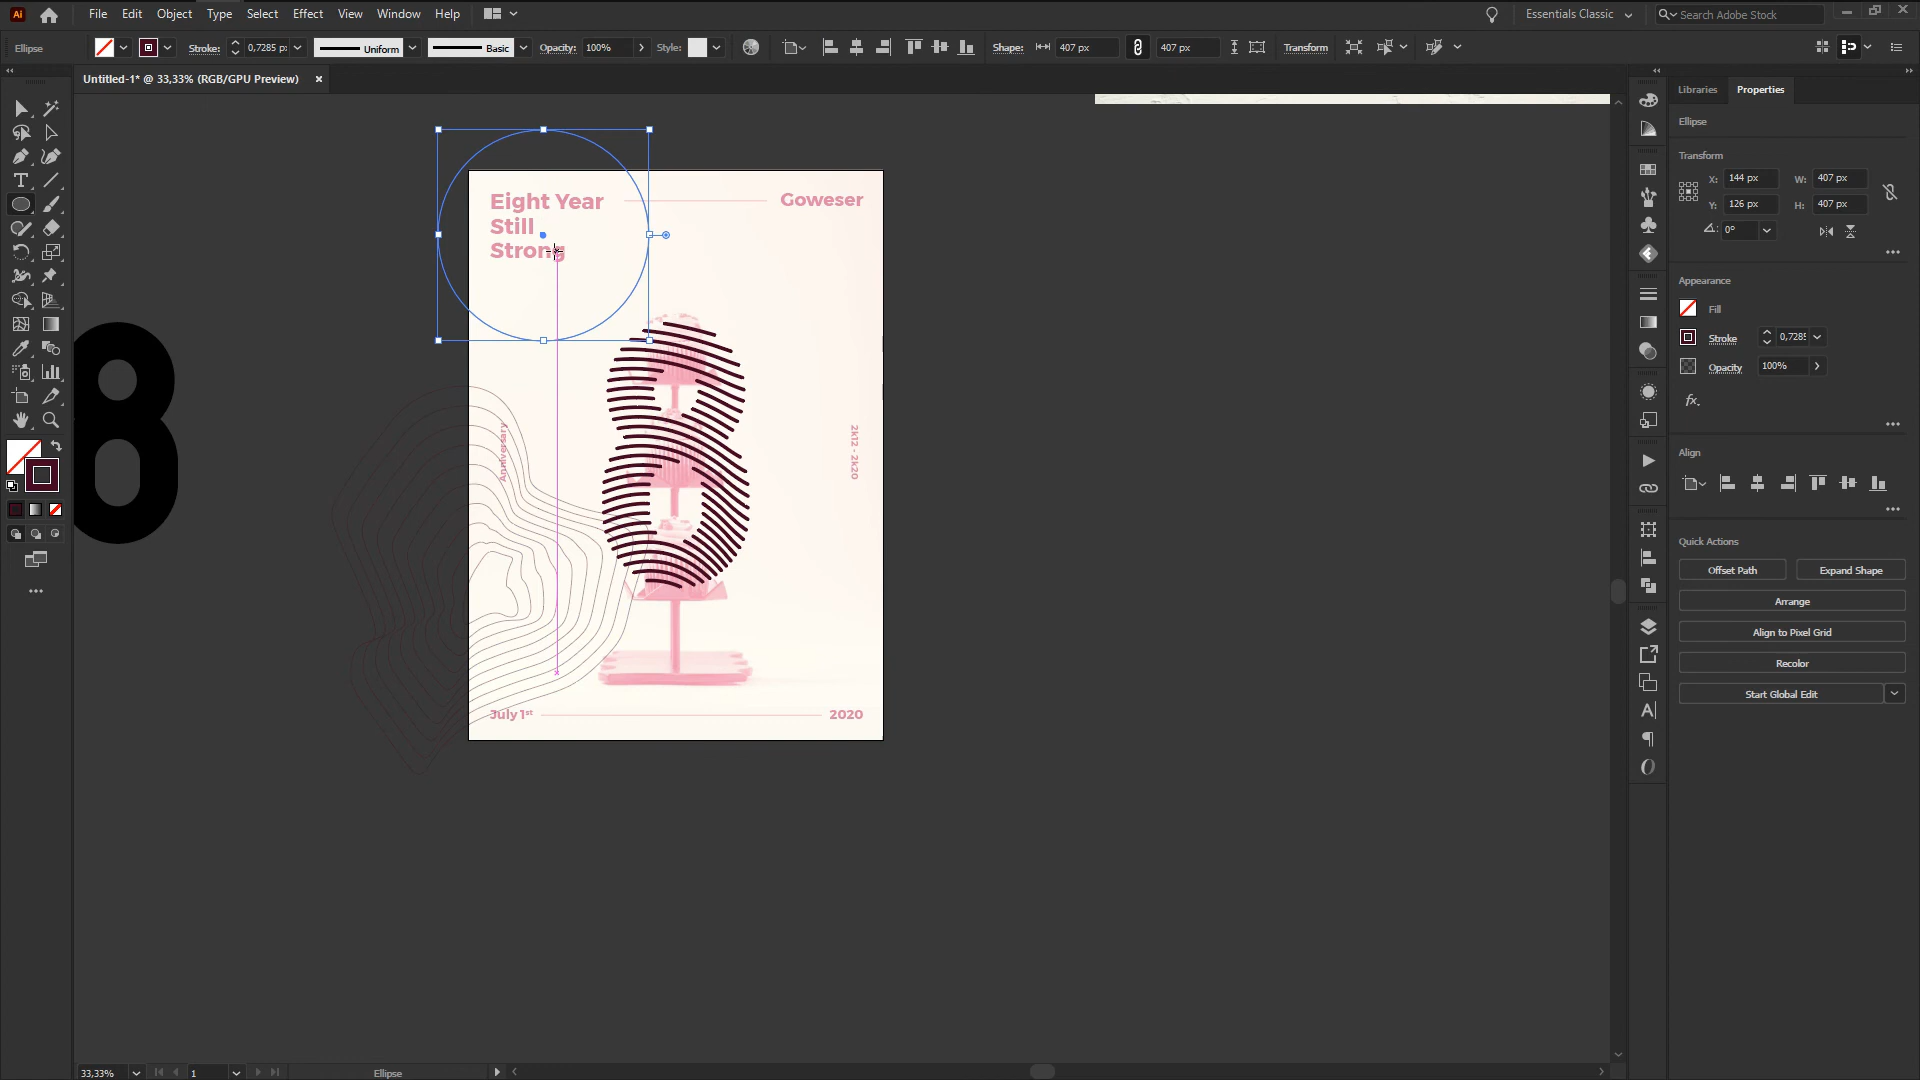 Ai
File Edit Object Type Select Effect View Window Help
Essentials Classic
Search Adobe Stock
Ellipse
Stroke: 0,7285 p
Uniform
Basic
Opacity: 100%
Style:
Shape: 407 px 407 px
Transform
Untitled-1* @ 33,33% (RGB/GPU Preview)
Eight Year
Still
Strong
Goweser
8
Anniversary
2k12 - 2k20
July 1st
2020
33,33%
1
Ellipse
Libraries Properties
Ellipse
Transform
X: 144 px W: 407 px
Y: 126 px H: 407 px
0°
Appearance
Fill
Stroke 0,7285
Opacity 100%
fx.
Align
Quick Actions
Offset Path Expand Shape
Arrange
Align to Pixel Grid
Recolor
Start Global Edit